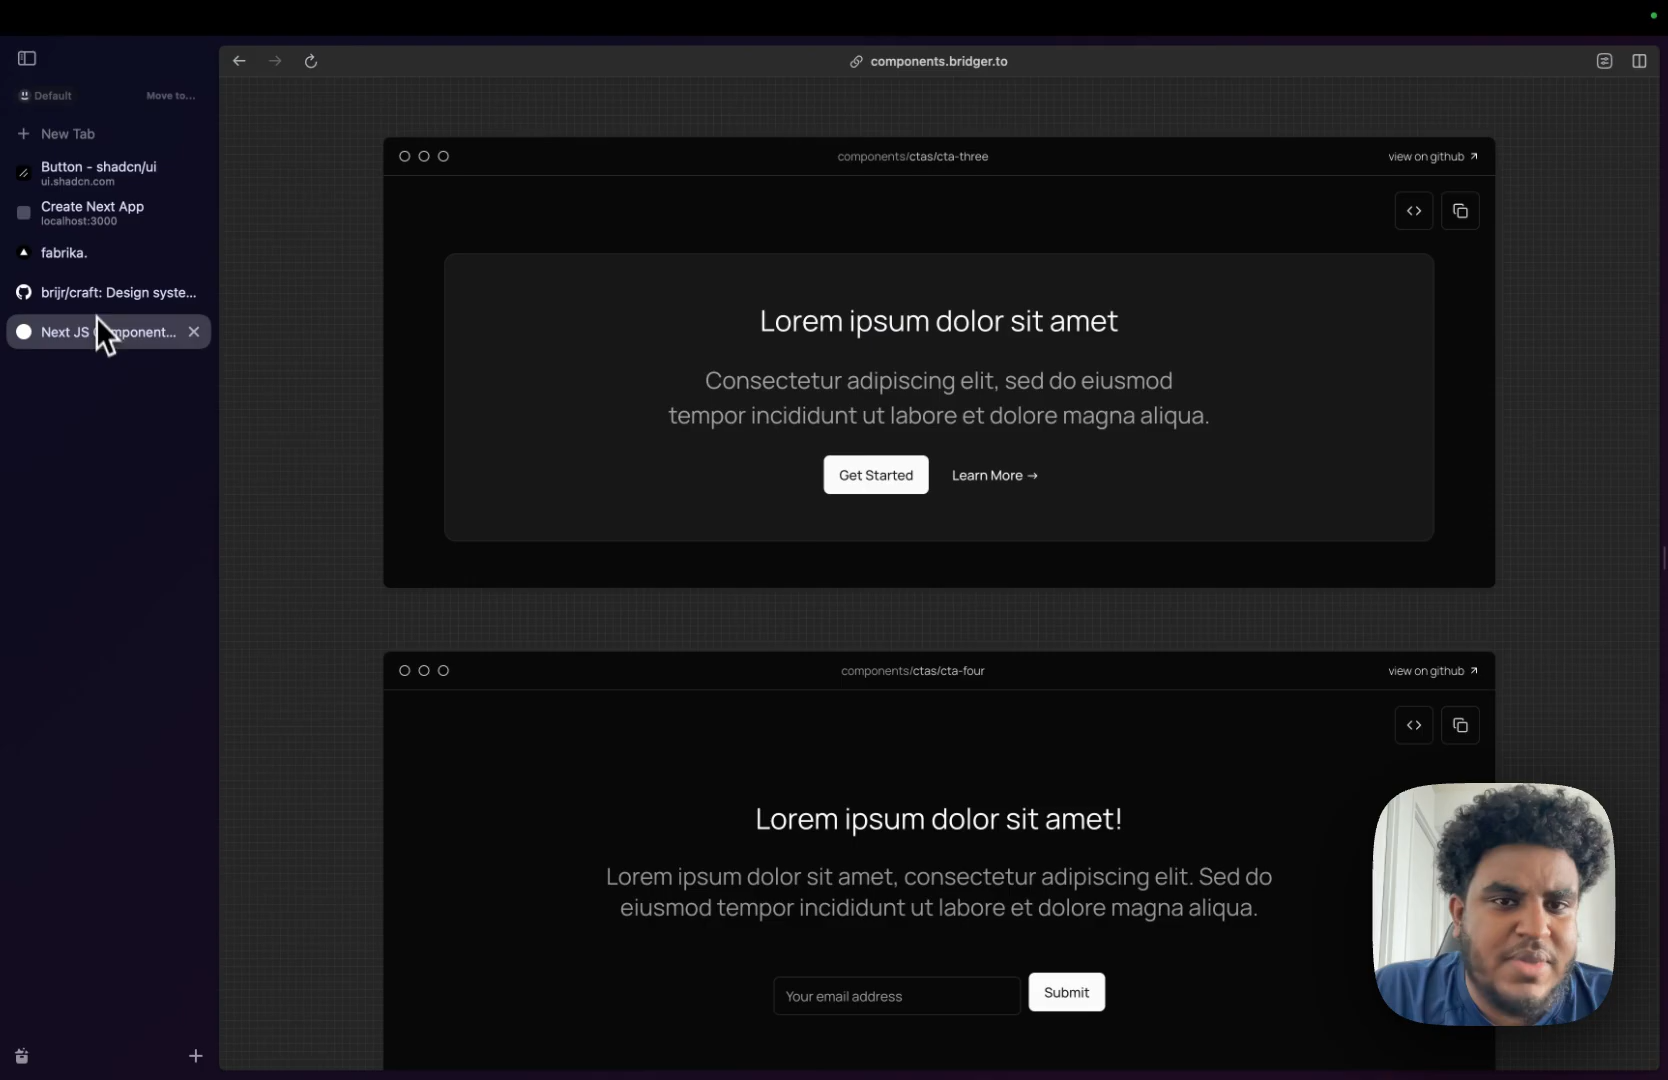 components.bridger.to
Default
Move to...
New Tab
Button - shadcn/ui
ui.shadcn.com
Create Next App
localhost:3000
fabrika.
brijr/craft: Design syste...
Next JS
mponent...
components/ctas/cta-three
view on github
Lorem ipsum dolor sit amet
Consectetur adipiscing elit, sed do eiusmod
tempor incididunt ut labore et dolore magna aliqua.
Get Started
Learn More →
components/ctas/cta-four
view on github
Lorem ipsum dolor sit amet!
Lorem ipsum dolor sit amet, consectetur adipiscing elit. Sed do
eiusmod tempor incididunt ut labore et dolore magna aliqua.
Your email address
Submit